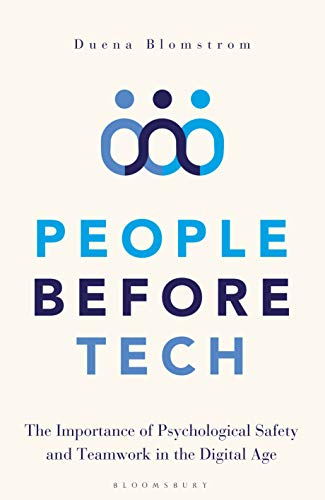 Duena Blomstrom
PEOPLE
BEFORE
TECH
The Importance of Psychological Safety
and Teamwork in the Digital Age
BLOOMSBURY